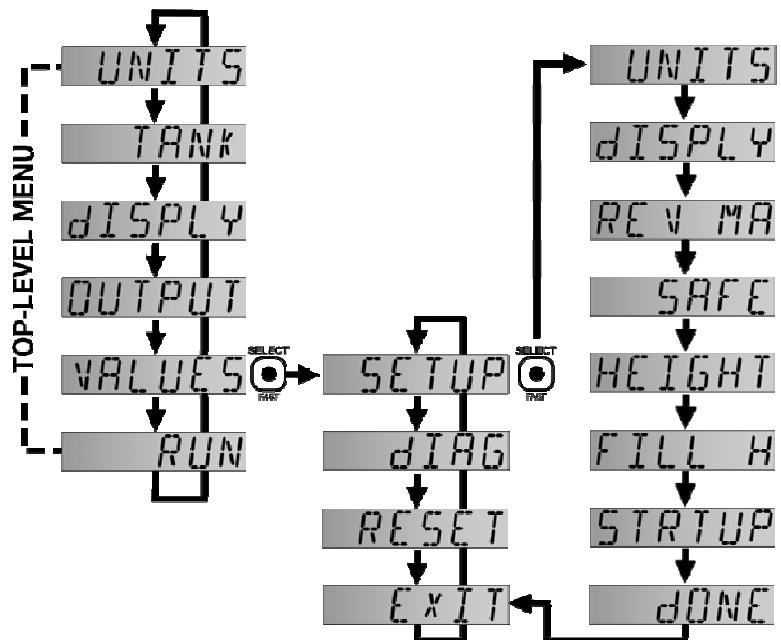 TOP-LEVEL MENU
UNITS
TANK
dISPLY
OUTPUT
VALUES
RUN
SELECT
FAST
SETUP
dIAG
RESET
ExIT
SELECT
FAST
UNITS
dISPLY
REV MA
SAFE
HEIGHT
FILL H
STRTUP
dONE